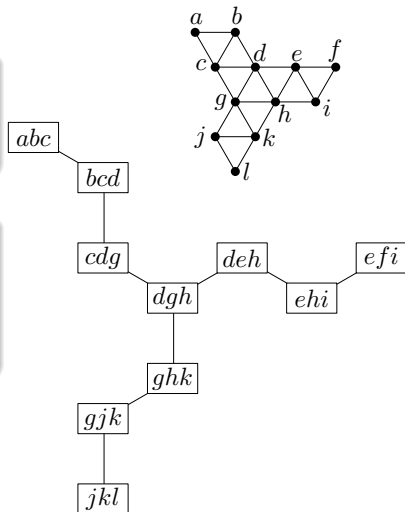 a b
c d e f
g h i
j k
l
abc
bcd
cdg deh efi
dgh ehi
ghk
gjk
jkl